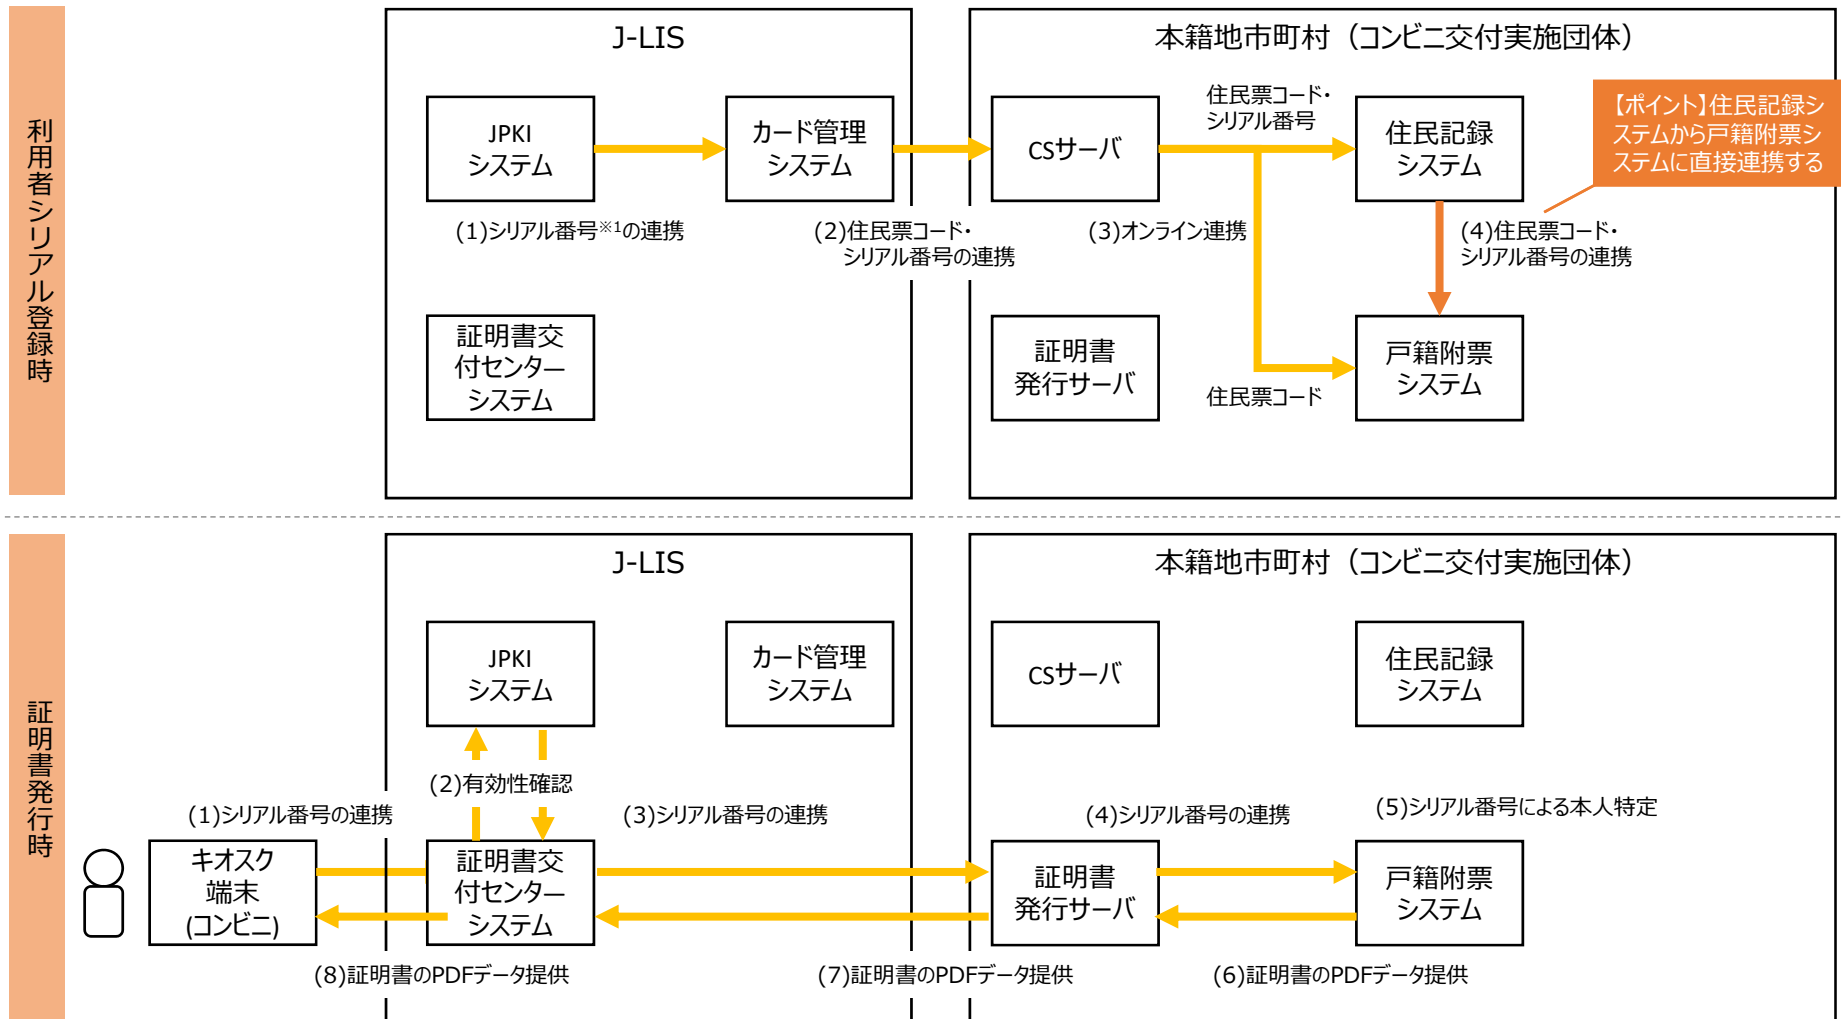 利用者シリアル登録時
J-LIS
本籍地市町村（コンビニ交付実施団体）
JPKI
システム
カード管理
システム
CSサーバ
住民票コード・
シリアル番号
住民記録
システム
【ポイント】住民記録シ
ステムから戸籍附票シ
ステムに直接連携する
(1)シリアル番号※1の連携
(2)住民票コード・
シリアル番号の連携
(3)オンライン連携
(4)住民票コード・
シリアル番号の連携
証明書交
付センター
システム
証明書
発行サーバ
住民票コード
戸籍附票
システム
証明書発行時
J-LIS
本籍地市町村（コンビニ交付実施団体）
JPKI
システム
カード管理
システム
CSサーバ
住民記録
システム
(2)有効性確認
(1)シリアル番号の連携
(3)シリアル番号の連携
(4)シリアル番号の連携
(5)シリアル番号による本人特定
キオスク
端末
(コンビニ)
証明書交
付センター
システム
証明書
発行サーバ
戸籍附票
システム
(8)証明書のPDFデータ提供
(7)証明書のPDFデータ提供
(6)証明書のPDFデータ提供